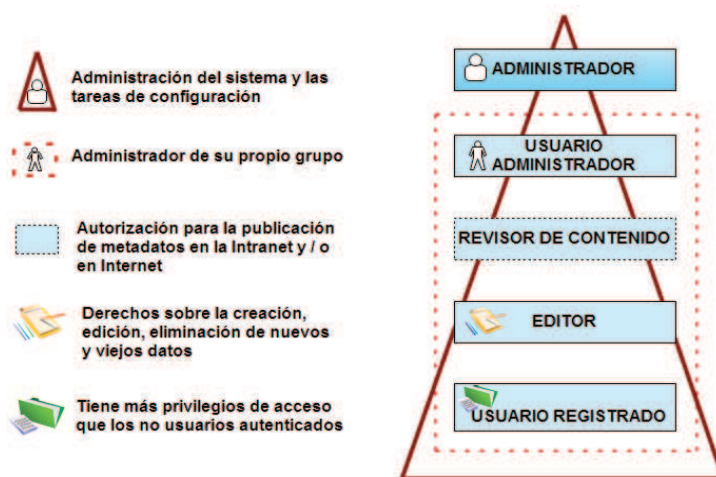 Administración del sistema y las
tareas de configuración
Administrador de su propio grupo
Autorización para la publicación
de metadatos en la Intranet y / o
en Internet
Derechos sobre la creación,
edición, eliminación de nuevos
y viejos datos
Tiene más privilegios de acceso
que los no usuarios autenticados
ADMINISTRADOR
USUARIO
ADMINISTRADOR
REVISOR DE CONTENIDO
EDITOR
USUARIO REGISTRADO